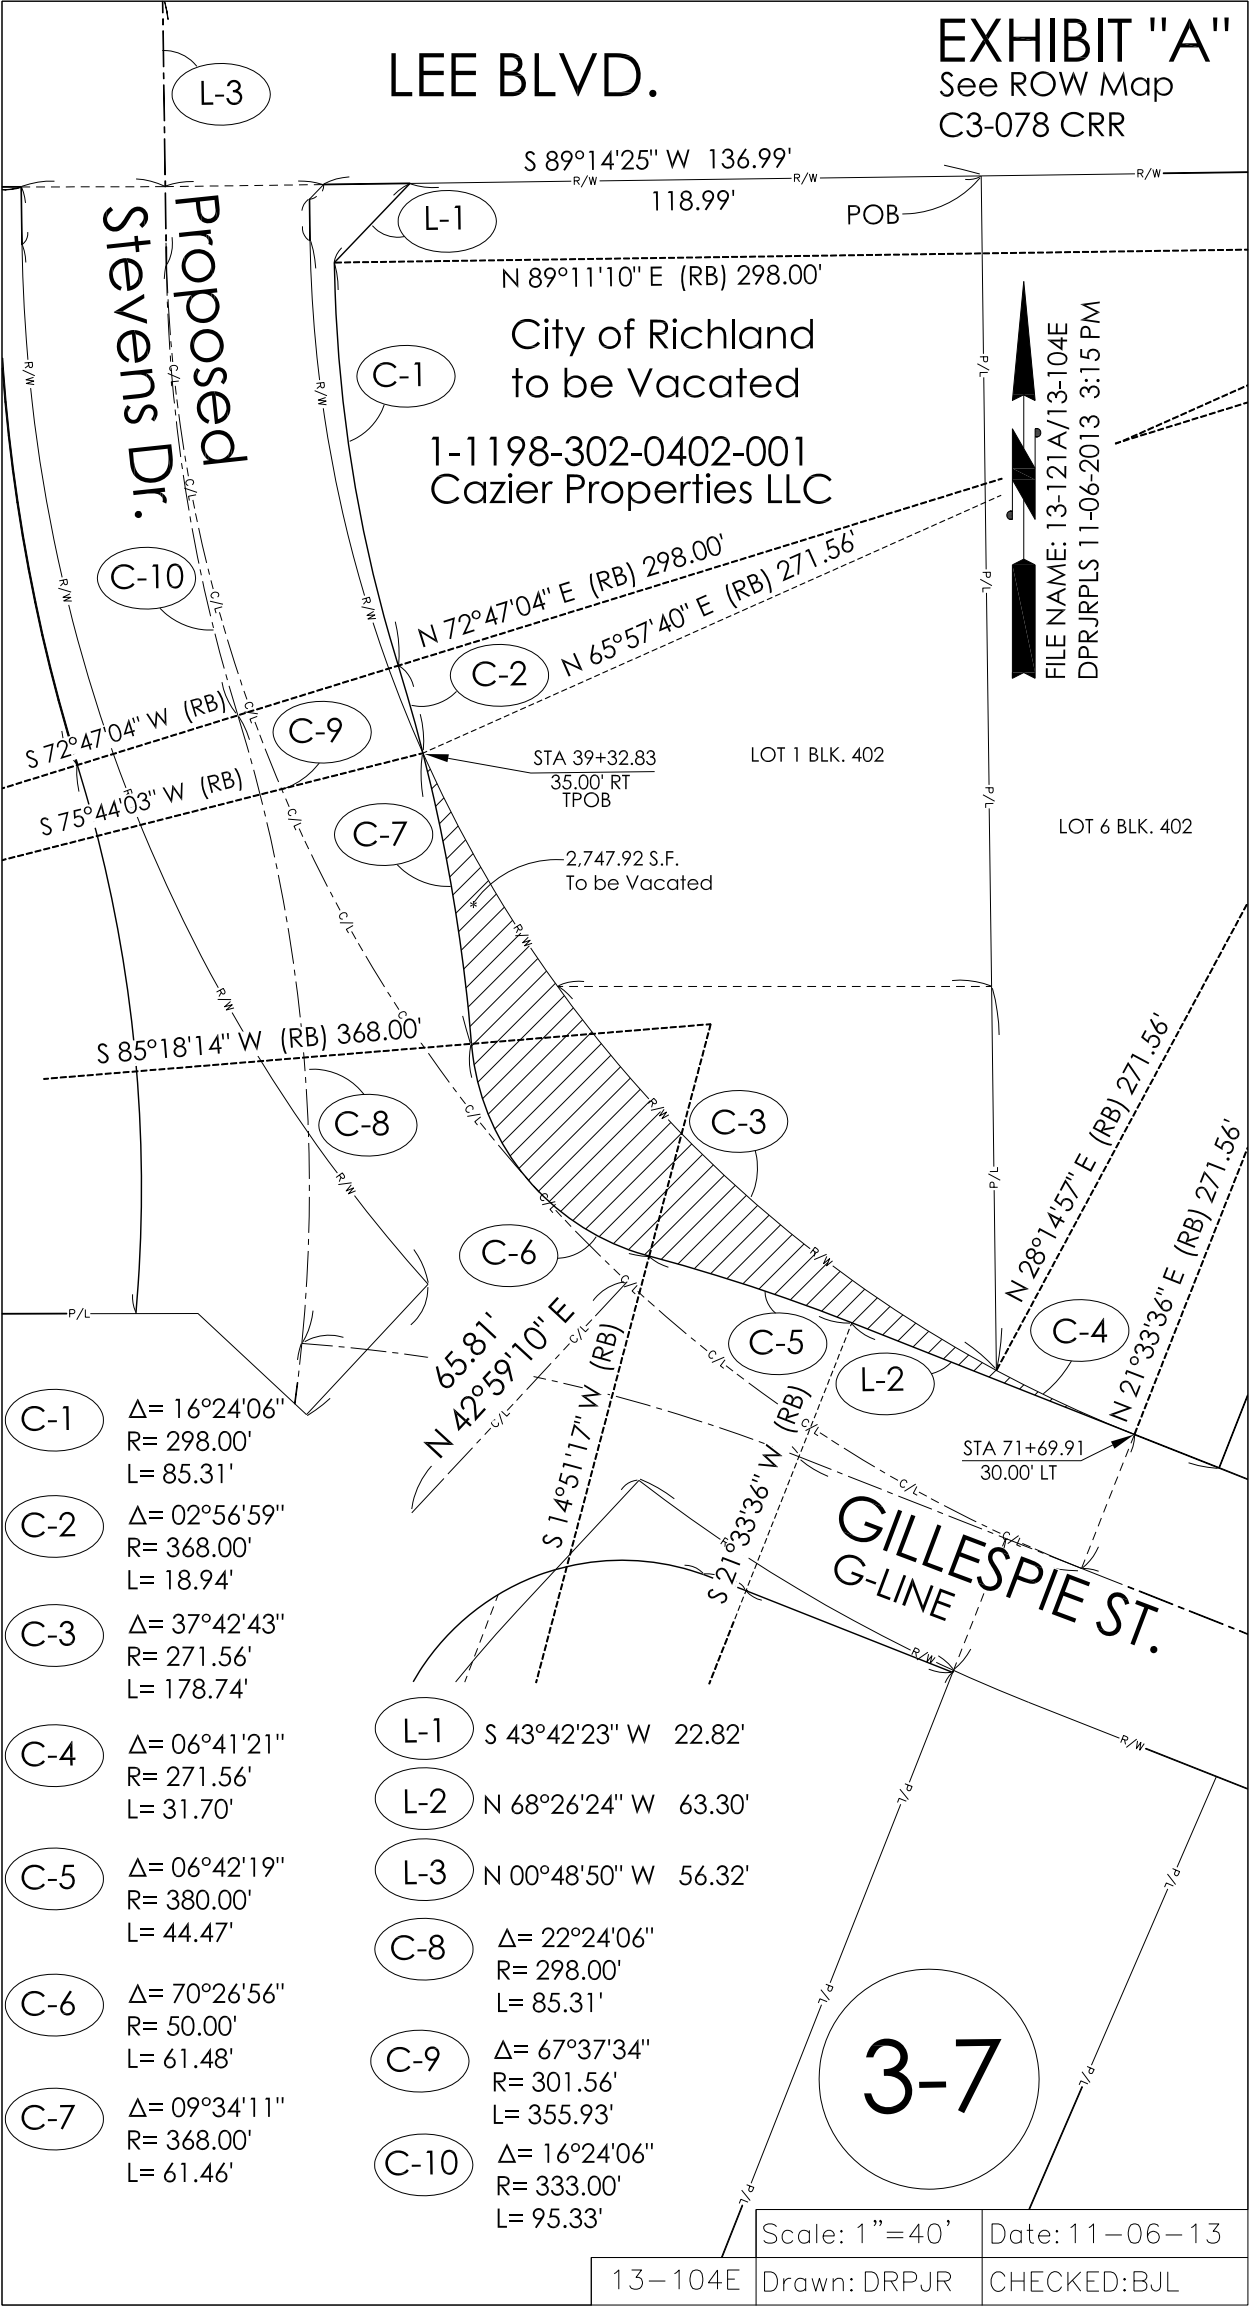 EXHIBIT "A"
See ROW Map
C3-078 CRR
LEE BLVD.
L-3
S 89°14'25" W 136.99'
R/W
R/W
R/W
118.99'
POB
L-1
N 89°11'10" E (RB) 298.00'
Proposed
Stevens Dr.
City of Richland
to be Vacated
1-1198-302-0402-001
Cazier Properties LLC
C-1
C-10
FILE NAME: 13-121A/13-104E
DPRJRPLS 11-06-2013 3:15 PM
R/W
R/W
R/W
R/W
C/L
C/L
C/L
P/L
P/L
N 72°47'04" E (RB) 298.00'
N 65°57'40" E (RB) 271.56'
C-2
S 72°47'04" W (RB)
C-9
S 75°44'03" W (RB)
C/L
C/L
C/L
C/L
STA 39+32.83
35.00' RT
TPOB
LOT 1 BLK. 402
P/L
LOT 6 BLK. 402
C-7
2,747.92 S.F.
To be Vacated
*
R/W
R/W
S 85°18'14" W (RB) 368.00'
C-8
C/L
R/W
R/W
C-3
P/L
N 28°14'57" E (RB) 271.56'
N 21°33'36" E (RB) 271.56'
C-6
C/L
C/L
R/W
C-5
C-4
L-2
P/L
65.81'
N 42°59'10" E
C/L
C/L
S 14°51'17" W (RB)
S 21°33'36" W (RB)
C/L
C/L
C/L
C/L
STA 71+69.91
30.00' LT
GILLESPIE ST.
G-LINE
R/W
R/W
C-1
Δ= 16°24'06"
R= 298.00'
L= 85.31'
C-2
Δ= 02°56'59"
R= 368.00'
L= 18.94'
C-3
Δ= 37°42'43"
R= 271.56'
L= 178.74'
C-4
Δ= 06°41'21"
R= 271.56'
L= 31.70'
C-5
Δ= 06°42'19"
R= 380.00'
L= 44.47'
C-6
Δ= 70°26'56"
R= 50.00'
L= 61.48'
C-7
Δ= 09°34'11"
R= 368.00'
L= 61.46'
L-1 S 43°42'23" W 22.82'
L-2 N 68°26'24" W 63.30'
L-3 N 00°48'50" W 56.32'
C-8
Δ= 22°24'06"
R= 298.00'
L= 85.31'
C-9
Δ= 67°37'34"
R= 301.56'
L= 355.93'
C-10
Δ= 16°24'06"
R= 333.00'
L= 95.33'
P/L
P/L
P/L
P/L
P/L
3-7
Scale: 1"=40'
Date: 11-06-13
13-104E
Drawn: DRPJR
CHECKED:BJL